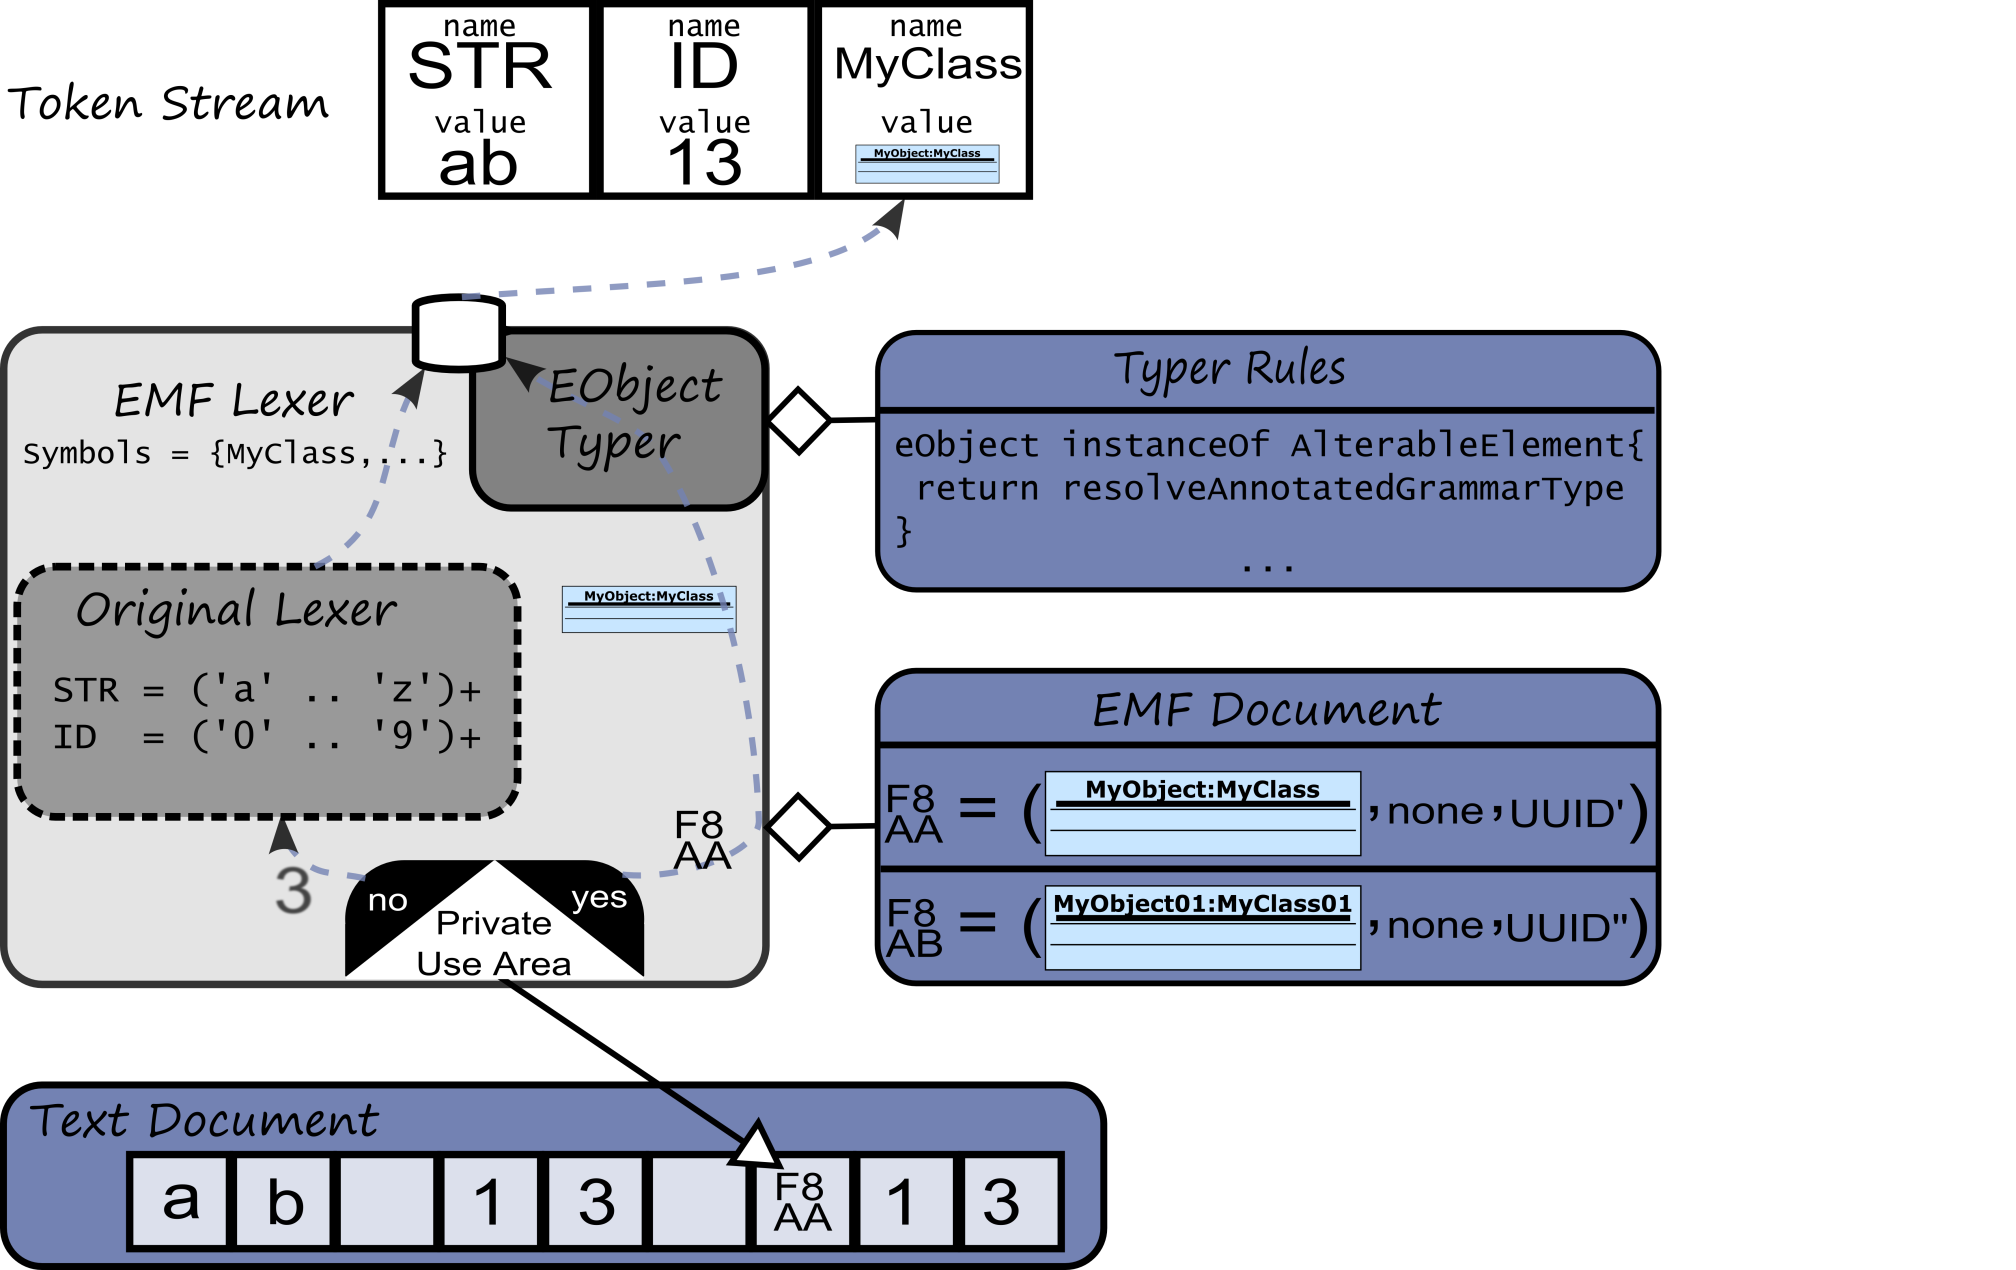 name name name
STR ID MyClass
Token Stream
value value value
ab 13 MyObject:MyClass
EMF Lexer
Symbols = {MyClass,...}
EObject
Typer
Typer Rules
eObject instanceOf AlterableElement{
return resolveAnnotatedGrammarType
}
...
Original Lexer
STR = ('a' .. 'z')+
ID = ('0' .. '9')+
MyObject:MyClass
EMF Document
F8
AA = (MyObject:MyClass ,none,UUID')
F8
AB = (MyObject01:MyClass01 ,none,UUID")
F8
AA
3
no
yes
Private
Use Area
Text Document
a b 1 3 F8
AA 1 3